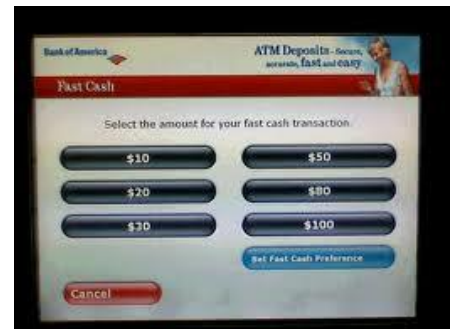 Bank of America
ATM Deposits - Secure,
accurate, fast and easy
Fast Cash
Select the amount for your fast cash transaction.
$10
$50
$20
$80
$30
$100
Set Fast Cash Preference
Cancel